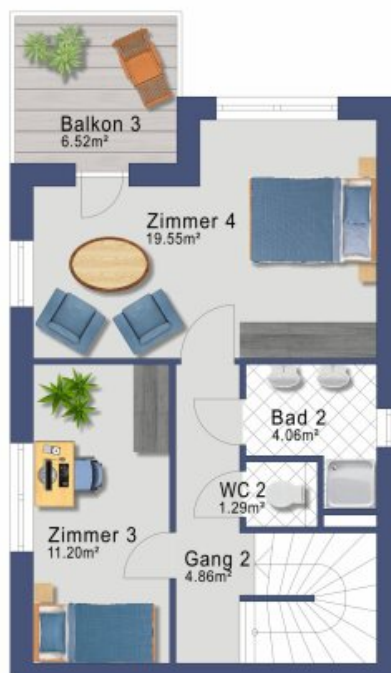 Balkon 3
6.52m²
Zimmer 4
19.55m²
Bad 2
4.06m²
WC 2
1.29m²
Zimmer 3
11.20m²
Gang 2
4.86m²